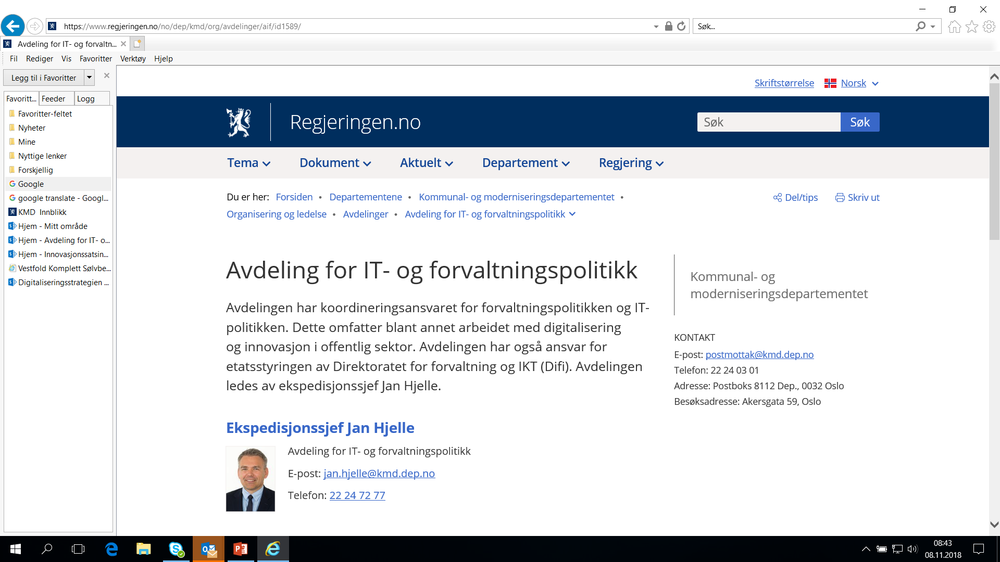 https://www.regjeringen.no/no/dep/kmd/org/avdelinger/aif/id1589/
Søk...
Avdeling for IT- og forvaltn...
Fil Rediger Vis Favoritter Verktøy Hjelp
Legg til i Favoritter
Favoritt... Feeder Logg
Favoritter-feltet
Nyheter
Mine
Nyttige lenker
Forskjellig
Google
google translate - Googl...
KMD Innblikk
Hjem - Mitt område
Hjem - Avdeling for IT- o...
Hjem - Innovasjonssatsin...
Vestfold Komplett Sølvbe...
Digitaliseringsstrategien ...
Skriftstørrelse Norsk
Regjeringen.no
Søk Søk
Tema Dokument Aktuelt Departement Regjering
Du er her: Forsiden • Departementene • Kommunal- og moderniseringsdepartementet •
Organisering og ledelse • Avdelinger • Avdeling for IT- og forvaltningspolitikk
Del/tips Skriv ut
Avdeling for IT- og forvaltningspolitikk
Avdelingen har koordineringsansvaret for forvaltningspolitikken og IT-
politikken. Dette omfatter blant annet arbeidet med digitalisering
og innovasjon i offentlig sektor. Avdelingen har også ansvar for
etatsstyringen av Direktoratet for forvaltning og IKT (Difi). Avdelingen
ledes av ekspedisjonssjef Jan Hjelle.
Ekspedisjonssjef Jan Hjelle
Avdeling for IT- og forvaltningspolitikk
E-post: jan.hjelle@kmd.dep.no
Telefon: 22 24 72 77
Kommunal- og
moderniseringsdepartementet
KONTAKT
E-post: postmottak@kmd.dep.no
Telefon: 22 24 03 01
Adresse: Postboks 8112 Dep., 0032 Oslo
Besøksadresse: Akersgata 59, Oslo
08:43
08.11.2018